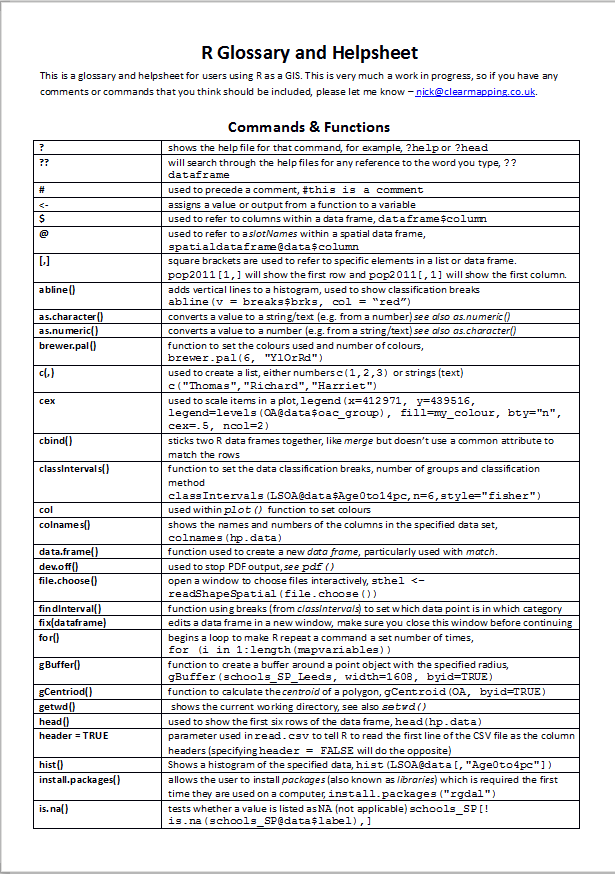 R Glossary and Helpsheet
This is a glossary and helpsheet for users using R as a GIS. This is very much a work in progress, so if you have any
comments or commands that you think should be included, please let me know – nick@clearmapping.co.uk.
Commands & Functions
? shows the help file for that command, for example, ?help or ?head
?? will search through the help files for any reference to the word you type, ??
dataframe
# used to precede a comment, #this is a comment
<- assigns a value or output from a function to a variable
$ used to refer to columns within a data frame, dataframe$column
@ used to refer to a slotNames within a spatial data frame,
spatialdataframe@data$column
[,] square brackets are used to refer to specific elements in a list or data frame.
pop2011[1,] will show the first row and pop2011[,1] will show the first column.
abline() adds vertical lines to a histogram, used to show classification breaks
abline(v = breaks$brks, col = “red”)
as.character() converts a value to a string/text (e.g. from a number) see also as.numeric()
as.numeric() converts a value to a number (e.g. from a string/text) see also as.character()
brewer.pal() function to set the colours used and number of colours,
brewer.pal(6, "YlOrRd")
c(,) used to create a list, either numbers c(1,2,3) or strings (text)
c("Thomas","Richard","Harriet")
cex used to scale items in a plot, legend(x=412971, y=439516,
legend=levels(OA@data$oac_group), fill=my_colour, bty="n",
cex=.5, ncol=2)
cbind() sticks two R data frames together, like merge but doesn’t use a common attribute to
match the rows
classIntervals() function to set the data classification breaks, number of groups and classification
method
classIntervals(LSOA@data$Age0to14pc,n=6,style="fisher")
col used within plot() function to set colours
colnames() shows the names and numbers of the columns in the specified data set,
colnames(hp.data)
data.frame() function used to create a new data frame, particularly used with match.
dev.off() used to stop PDF output, see pdf()
file.choose() open a window to choose files interactively, sthel <-
readShapeSpatial(file.choose())
findInterval() function using breaks (from classIntervals) to set which data point is in which category
fix(dataframe) edits a data frame in a new window, make sure you close this window before continuing
for() begins a loop to make R repeat a command a set number of times,
for (i in 1:length(mapvariables))
gBuffer() function to create a buffer around a point object with the specified radius,
gBuffer(schools_SP_Leeds, width=1608, byid=TRUE)
gCentriod() function to calculate the centroid of a polygon, gCentroid(OA, byid=TRUE)
getwd() shows the current working directory, see also setwd()
head() used to show the first six rows of the data frame, head(hp.data)
header = TRUE parameter used in read.csv to tell R to read the first line of the CSV file as the column
headers (specifying header = FALSE will do the opposite)
hist() Shows a histogram of the specified data, hist(LSOA@data[,"Age0to4pc"])
install.packages() allows the user to install packages (also known as libraries) which is required the first
time they are used on a computer, install.packages("rgdal")
is.na() tests whether a value is listed as NA (not applicable) schools_SP[!
is.na(schools_SP@data$label),]